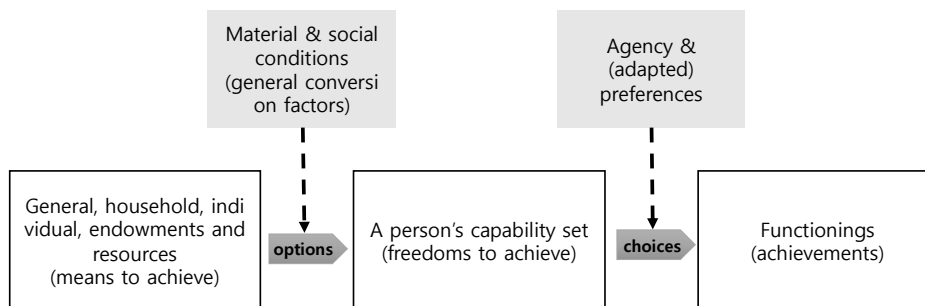 Material & social
conditions
(general conversi
on factors)
Agency &
(adapted)
preferences
General, household, indi
vidual, endowments and
resources
(means to achieve)
options
A person's capability set
(freedoms to achieve)
choices
Functionings
(achievements)